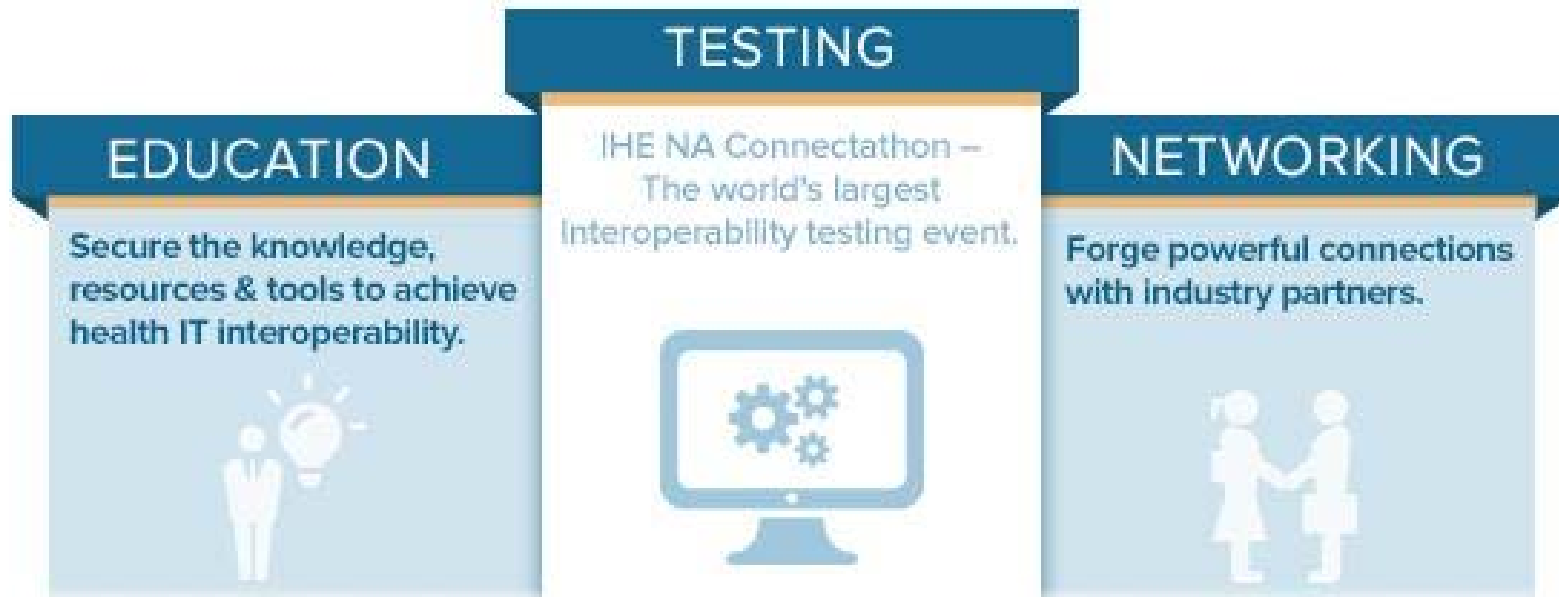 TESTING
EDUCATION
NETWORKING
IHE NA Connectathon –
The world's largest
Interoperability testing event.
Secure the knowledge,
resources & tools to achieve
health IT interoperability.
Forge powerful connections
with industry partners.